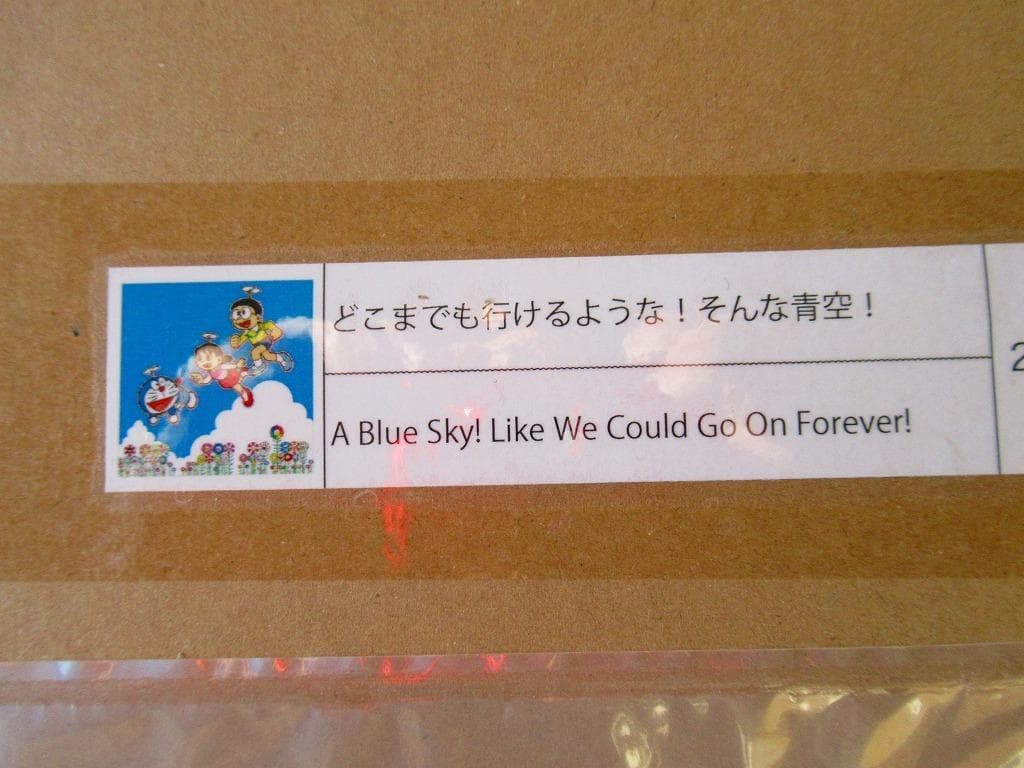 どこまでも行けるような！そんな青空！
A Blue Sky! Like We Could Go On Forever!
2